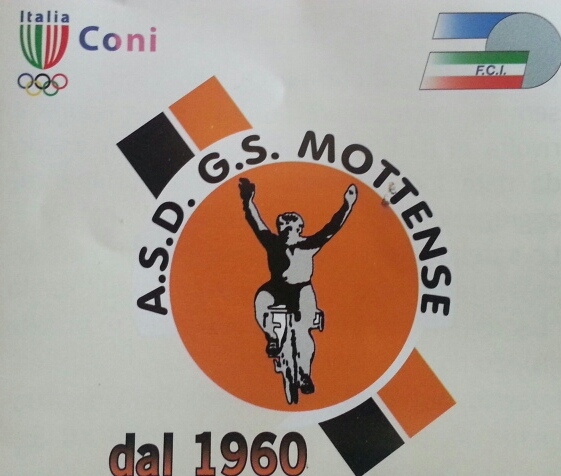 Italia
Coni
F.C.I.
A.S.D. G.S. MOTTENSE
dal 1960